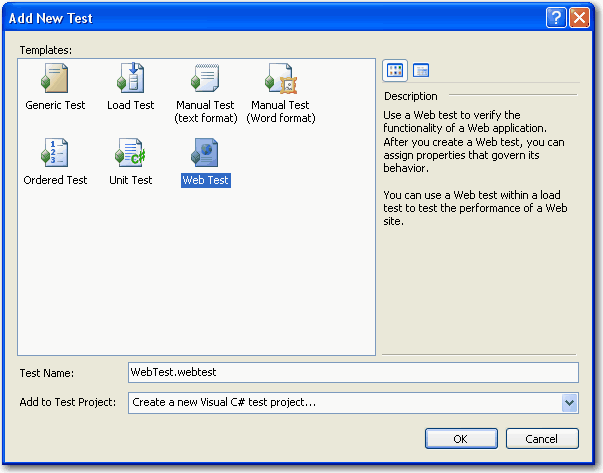 Add New Test
Templates:
Generic Test
Load Test
Manual Test
(text format)
Manual Test
(Word format)
Ordered Test
Unit Test
Web Test
Description
Use a Web test to verify the
functionality of a Web application.
After you create a Web test, you can
assign properties that govern its
behavior.
You can use a Web test within a load
test to test the performance of a Web
site.
Test Name:
WebTest.webtest
Add to Test Project:
Create a new Visual C# test project...
OK
Cancel